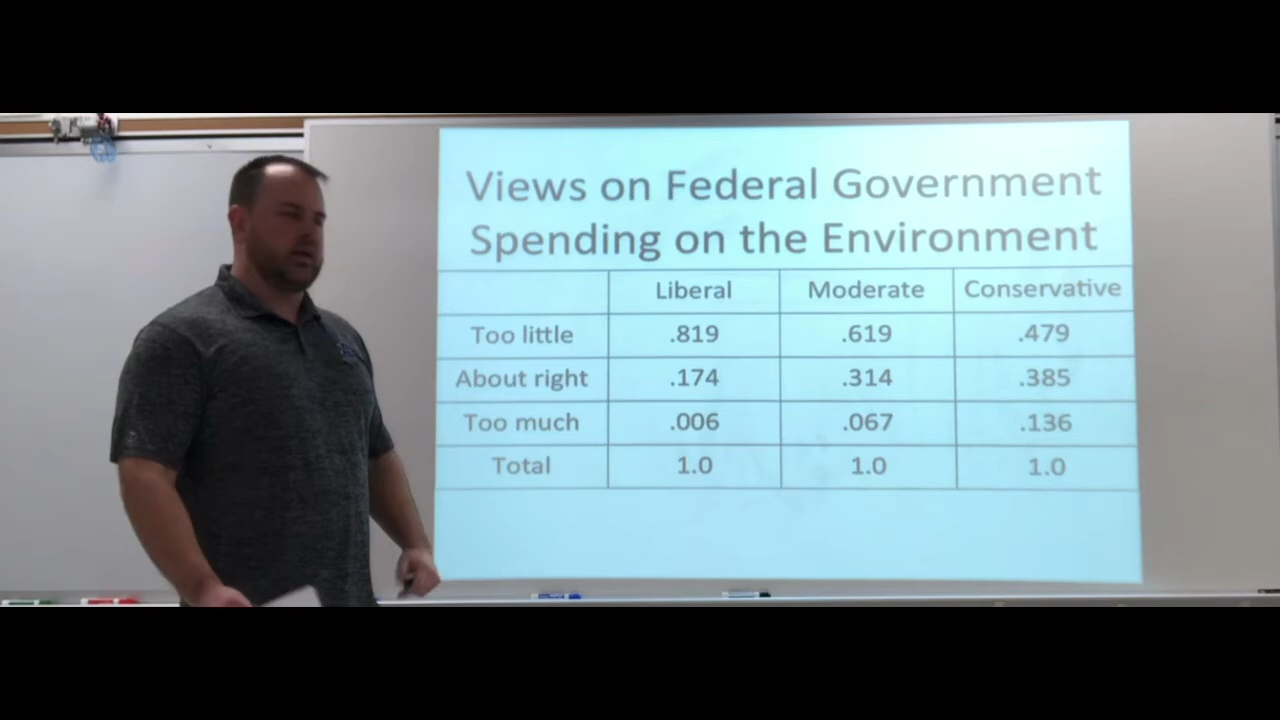 Views on Federal Government
Spending on the Environment
Liberal Moderate Conservative
Too little .819 .619 .479
About right .174 .314 .385
Too much .006 .067 .136
Total 1.0 1.0 1.0